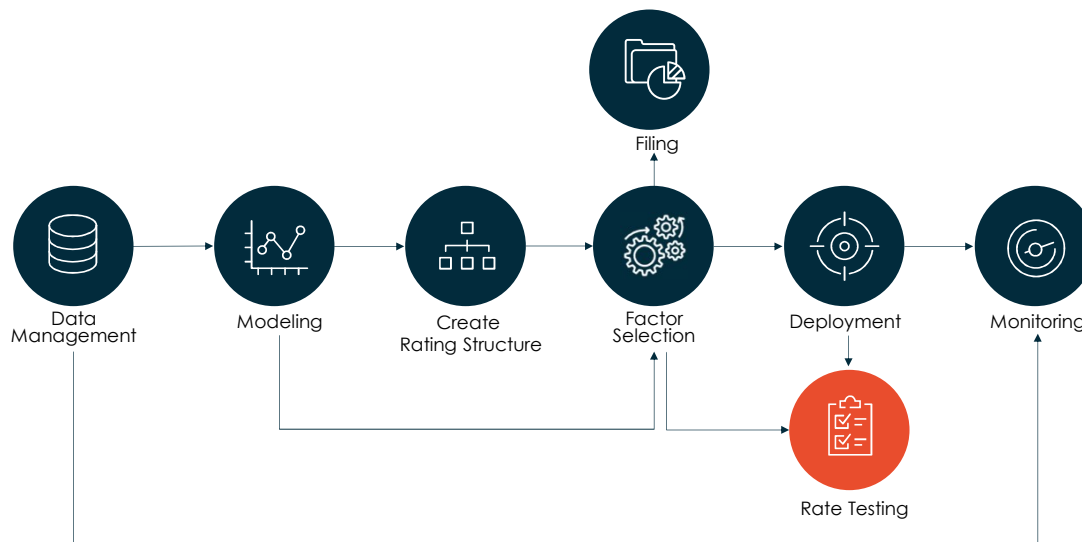 Filing
Data
Management
Modeling
Create
Rating Structure
Factor
Selection
Deployment
Monitoring
Rate Testing